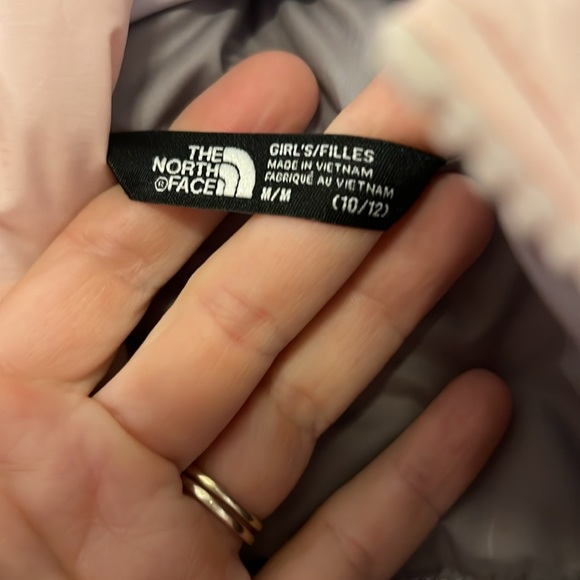 THE
NORTH
®FACE
GIRL'S/FILLES
MADE IN VIETNAM
FABRIQUÉ AU VIETNAM
M/M (10/12)